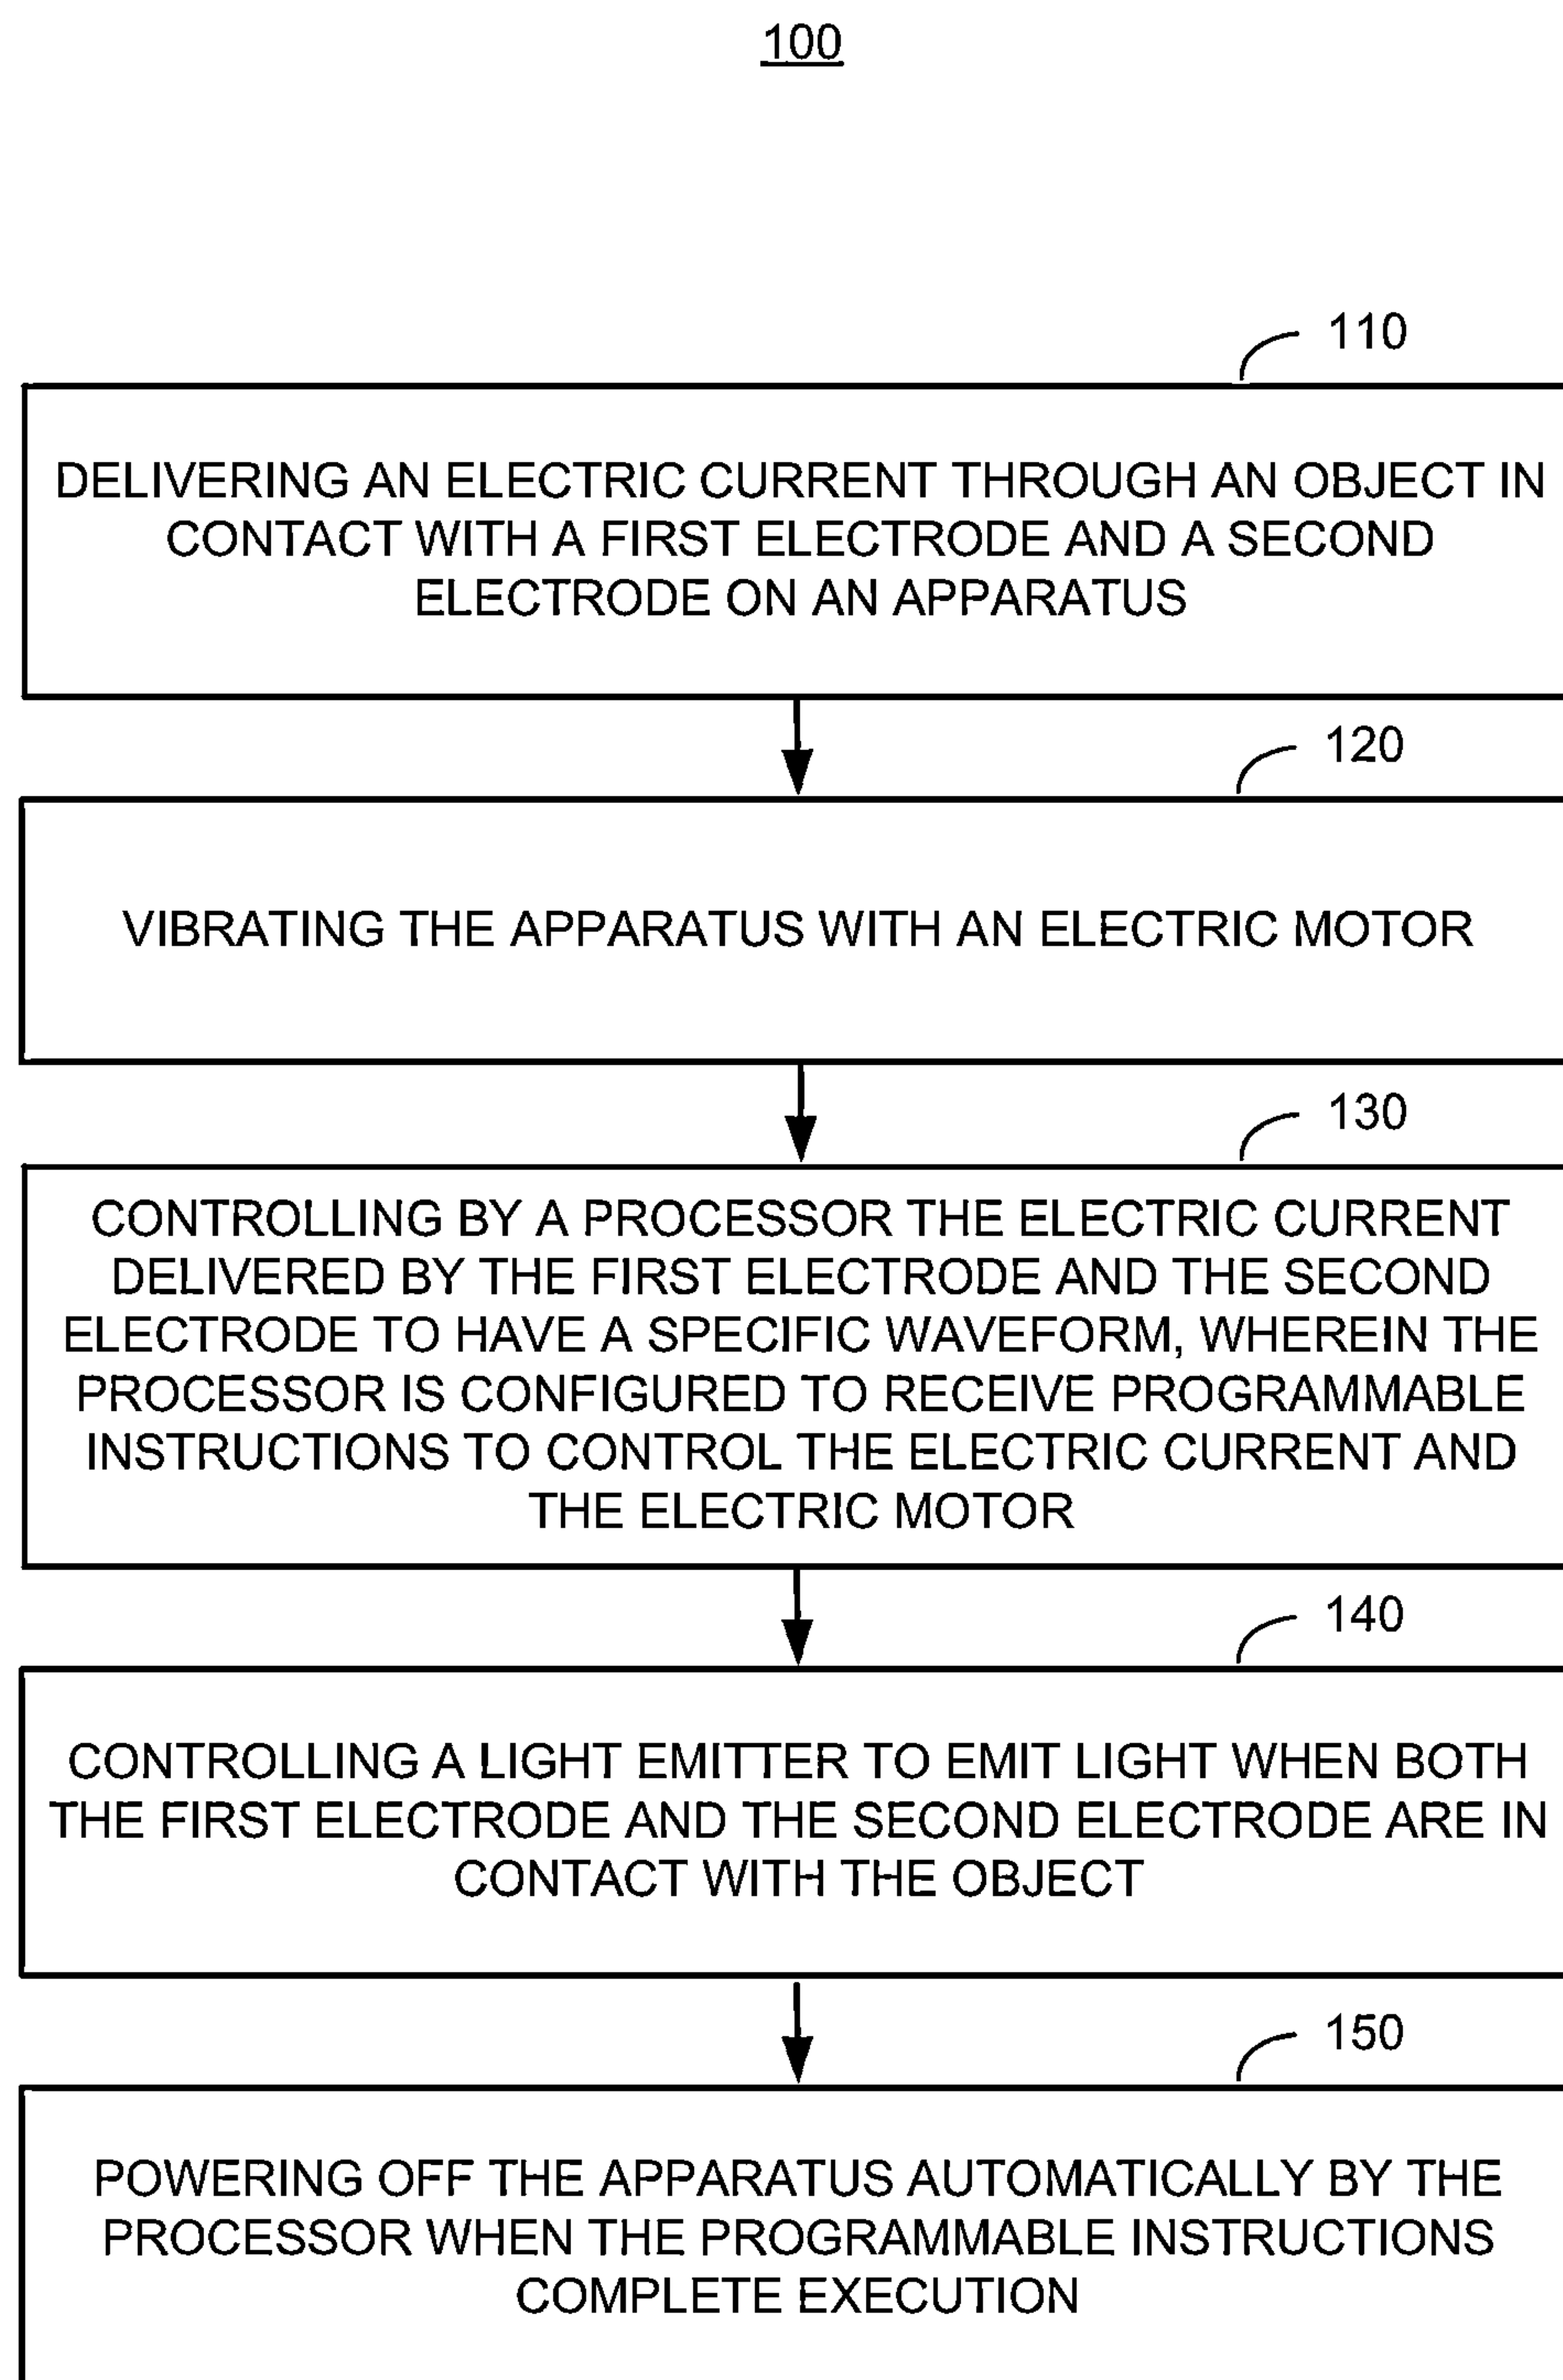 100
110
DELIVERING AN ELECTRIC CURRENT THROUGH AN OBJECT IN
CONTACT WITH A FIRST ELECTRODE AND A SECOND
ELECTRODE ON AN APPARATUS
120
VIBRATING THE APPARATUS WITH AN ELECTRIC MOTOR
130
CONTROLLING BY A PROCESSOR THE ELECTRIC CURRENT
DELIVERED BY THE FIRST ELECTRODE AND THE SECOND
ELECTRODE TO HAVE A SPECIFIC WAVEFORM, WHEREIN THE
PROCESSOR IS CONFIGURED TO RECEIVE PROGRAMMABLE
INSTRUCTIONS TO CONTROL THE ELECTRIC CURRENT AND
THE ELECTRIC MOTOR
140
CONTROLLING A LIGHT EMITTER TO EMIT LIGHT WHEN BOTH
THE FIRST ELECTRODE AND THE SECOND ELECTRODE ARE IN
CONTACT WITH THE OBJECT
150
POWERING OFF THE APPARATUS AUTOMATICALLY BY THE
PROCESSOR WHEN THE PROGRAMMABLE INSTRUCTIONS
COMPLETE EXECUTION